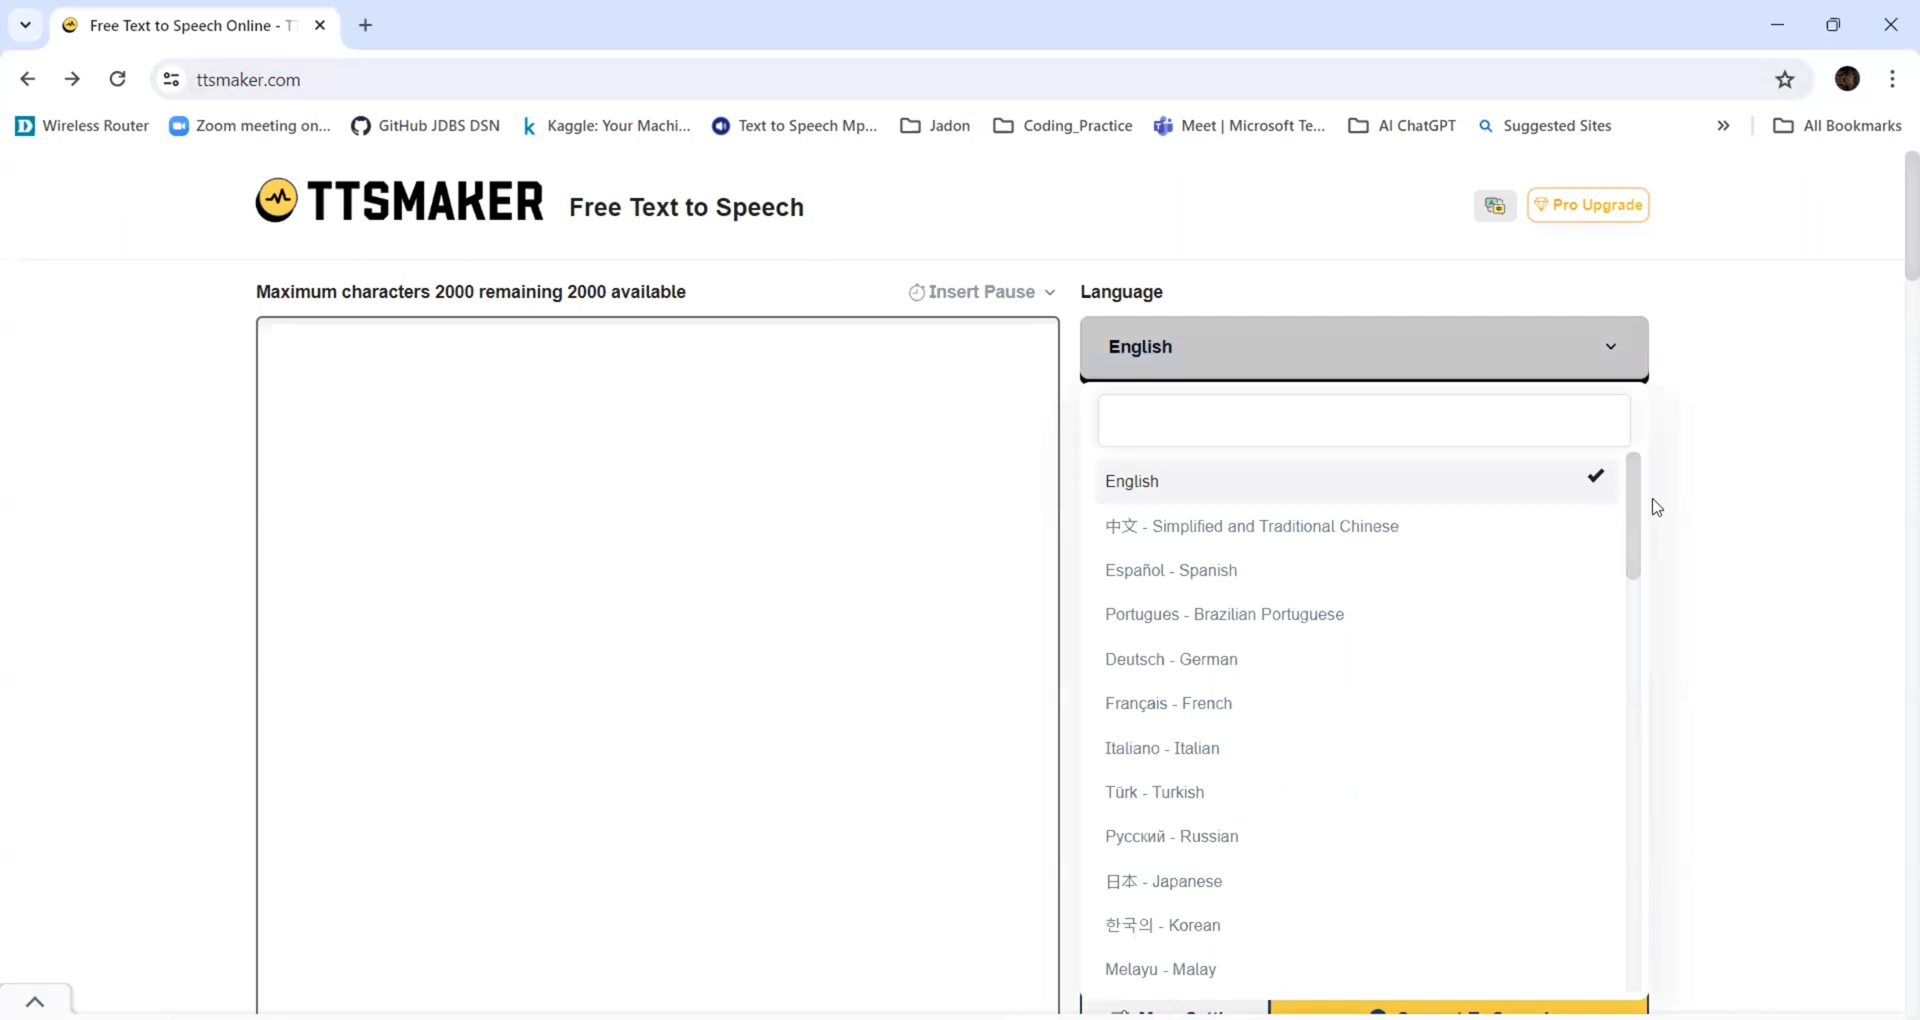 Free Text to Speech Online - T
ttsmaker.com
Wireless Router Zoom meeting on... GitHub JDBS DSN Kaggle: Your Machi... Text to Speech Mp... Jadon Coding_Practice Meet | Microsoft Te... AI ChatGPT Suggested Sites All Bookmarks
TTSMAKER Free Text to Speech Pro Upgrade
Maximum characters 2000 remaining 2000 available Insert Pause Language
English
English
中文 - Simplified and Traditional Chinese
Español - Spanish
Portugues - Brazilian Portuguese
Deutsch - German
Français - French
Italiano - Italian
Türk - Turkish
Русский - Russian
日本 - Japanese
한국의 - Korean
Melayu - Malay